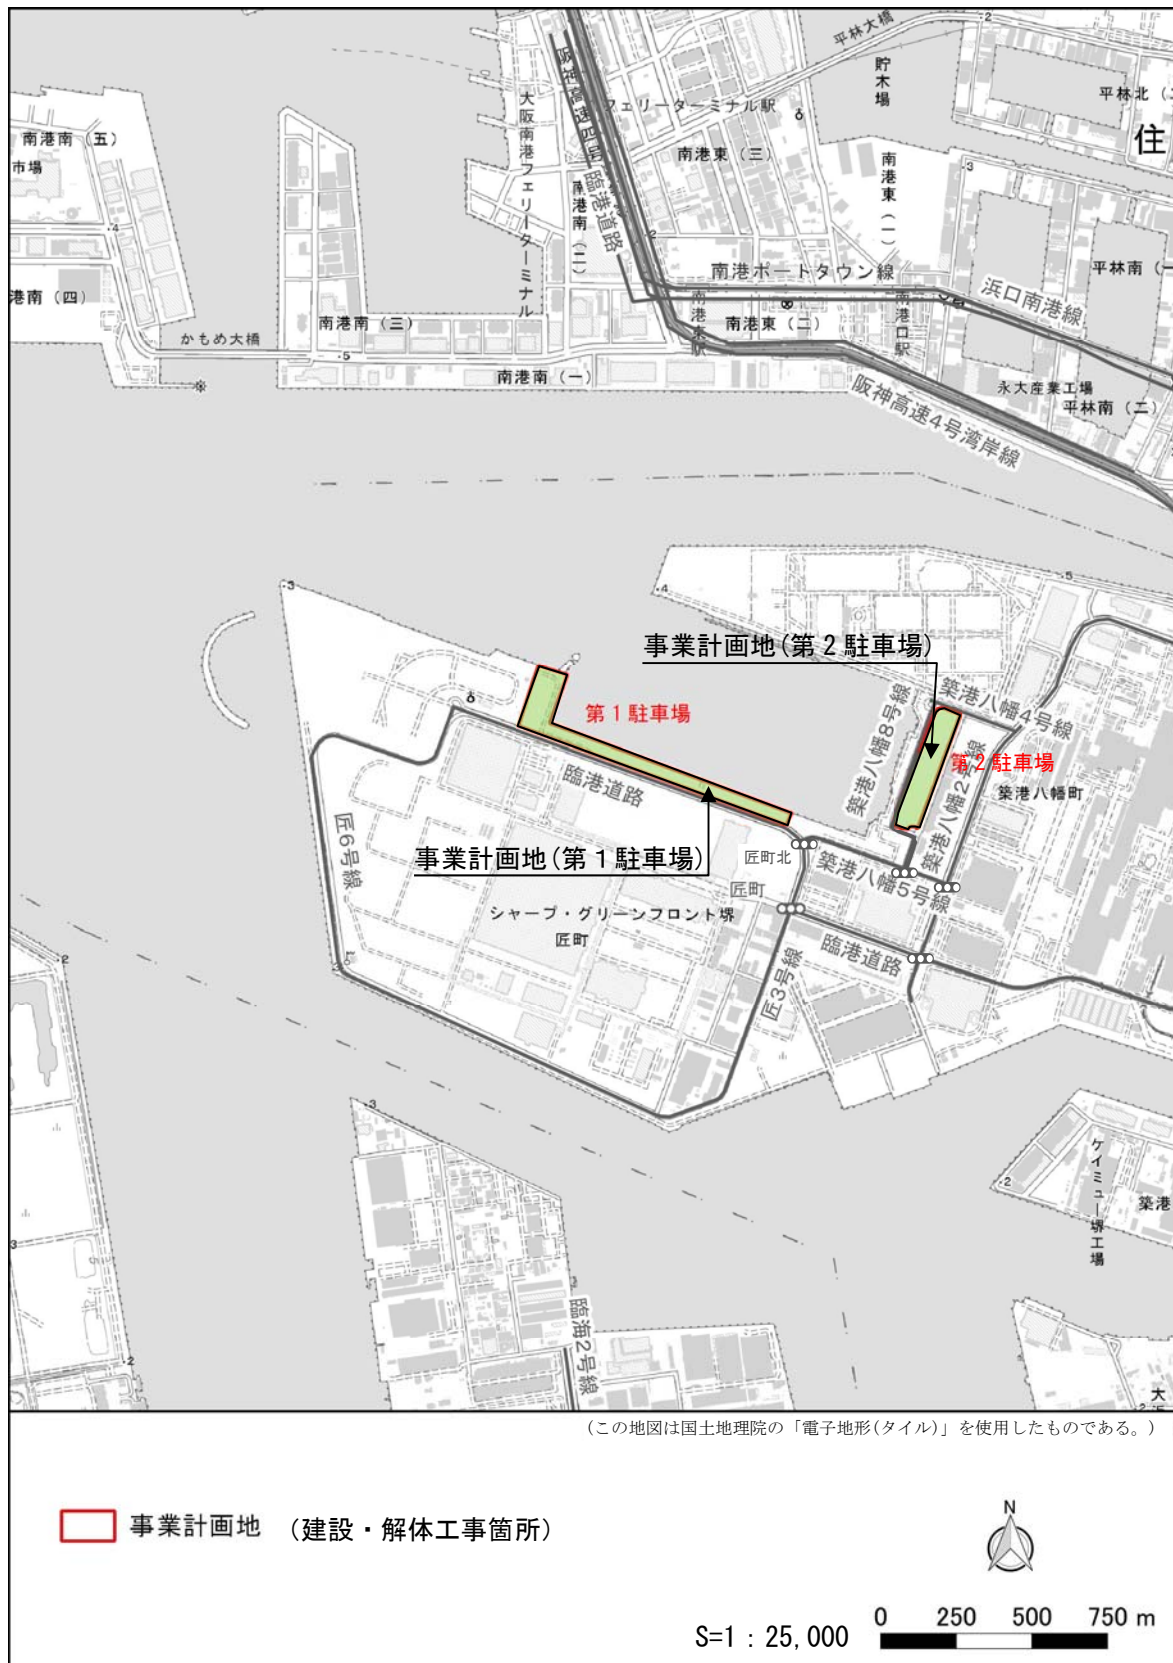 平林大橋
貯木場
平林北（
住
阪神高速四号
フェリーターミナル駅
大阪南港フェリーターミナル
南港南（五）
市場
南港東（三）
南港東（一）
臨港道路
南港南（二）
港南（四）
南港ポートタウン線
平林南（一
浜口南港線
南港東駅
南港東（二）
南港口駅
南港南（三）
かもめ大橋
南港南（一）
永大産業工場
平林南（二）
阪神高速4号湾岸線
事業計画地(第２駐車場)
築港八幡4号線
築港八幡8号線
第１駐車場
第２駐車場
築港八幡2号線
築港八幡町
臨港道路
匠6号線
事業計画地(第１駐車場)
匠町北
築港八幡5号線
匠町
シャープ・グリーンフロント堺
匠町
臨港道路
匠3号線
ケイミュー堺工場
築港
臨海2号線
大
（この地図は国土地理院の「電子地形(タイル)」を使用したものである。）
事業計画地 （建設・解体工事箇所）
N
0 250 500 750 m
S=1：25,000